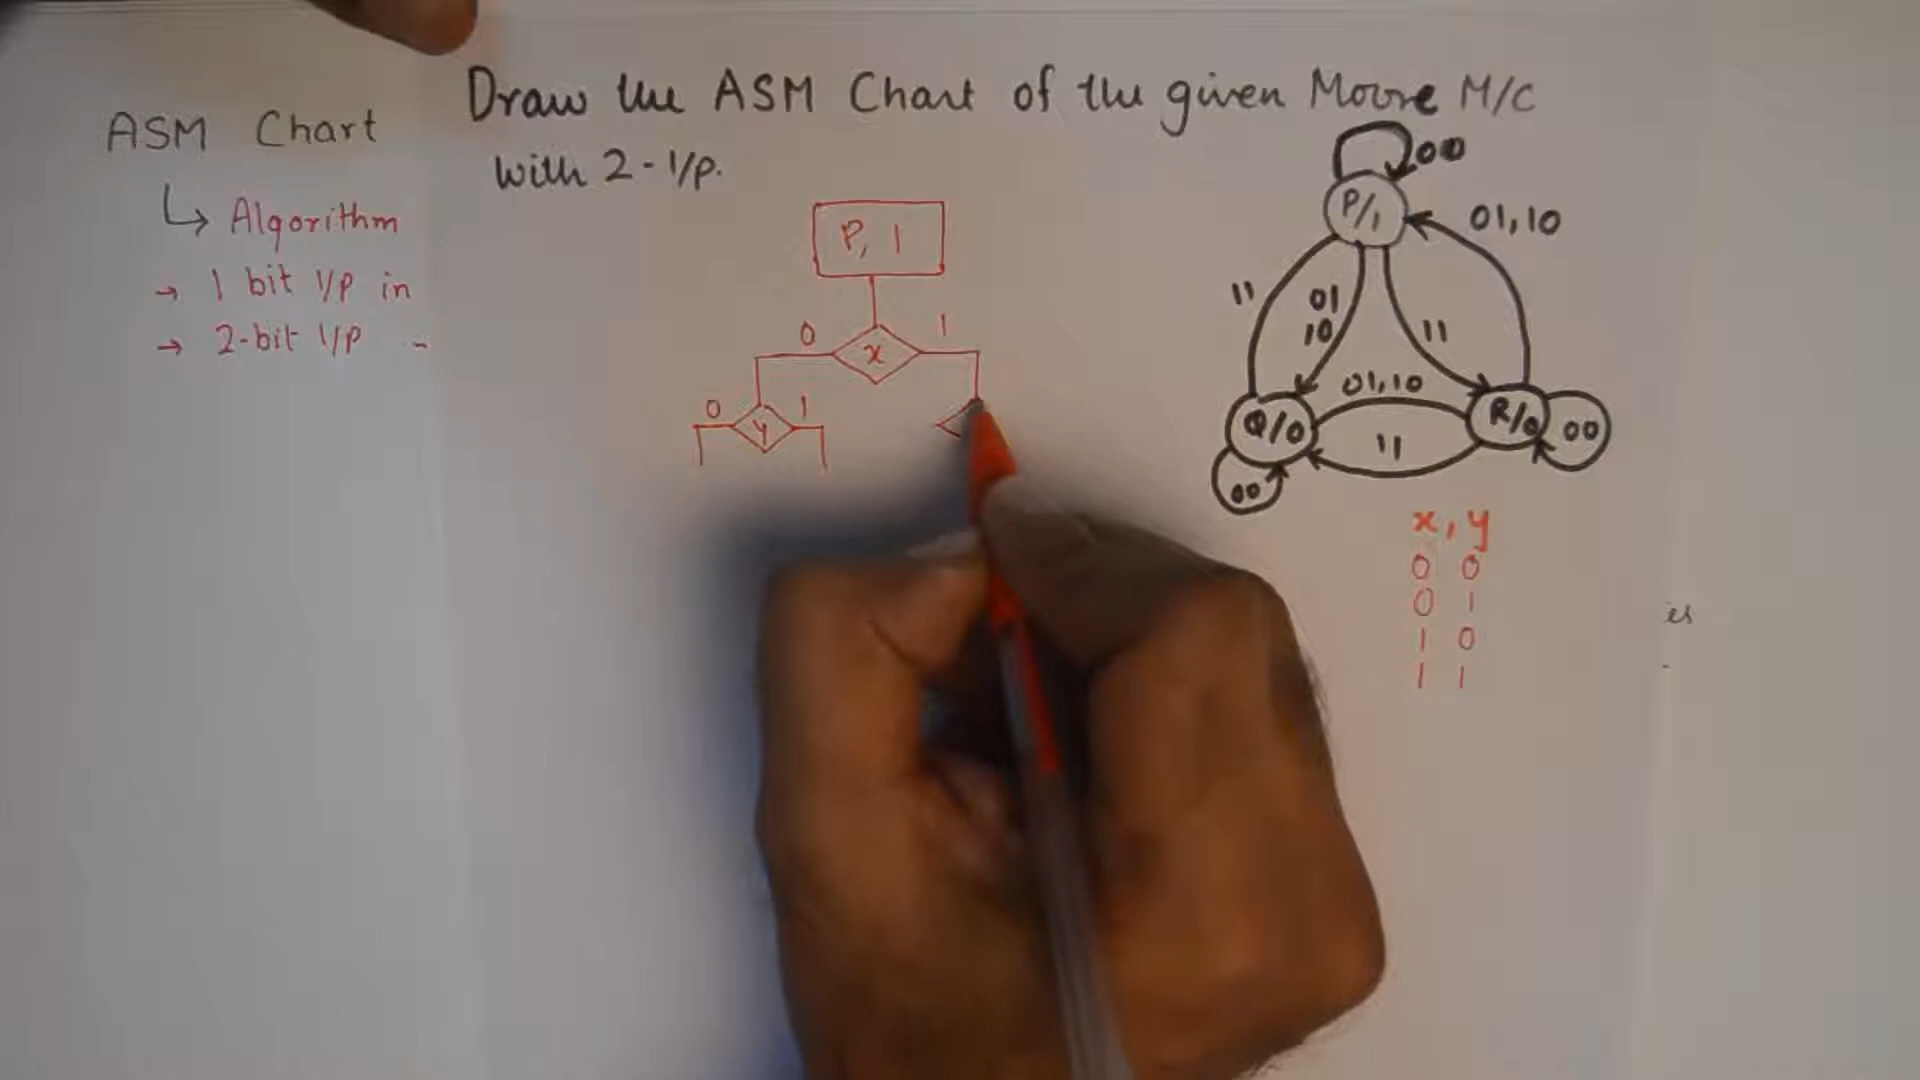 Draw the ASM Chart of the given Moore M/C
with 2-I/p.
ASM Chart
↳ Algorithm
→ 1 bit I/P in
→ 2-bit I/P -
P, 1
0 x 1
0 y 1
00
P/1
01,10
11
01
10
11
01,10
Q/0
R/0
00
11
00
x, y
0 0
0 1
1 0
1 1
es